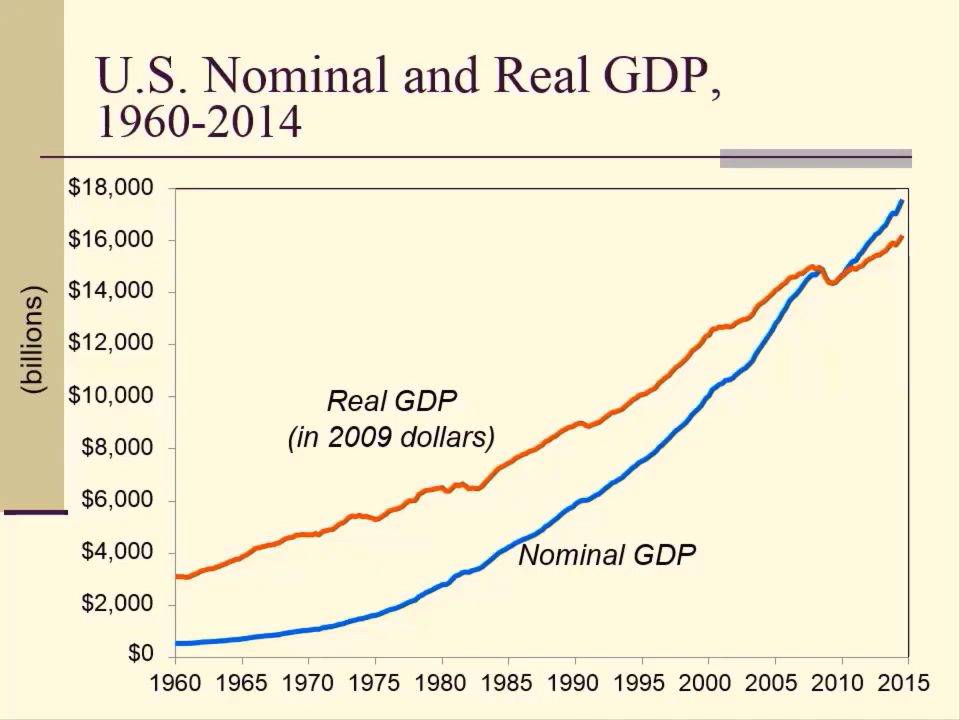 U.S. Nominal and Real GDP,
1960-2014
(billions)
$18,000
$16,000
$14,000
$12,000
$10,000
$8,000
$6,000
$4,000
$2,000
$0
Real GDP
(in 2009 dollars)
Nominal GDP
1960 1965 1970 1975 1980 1985 1990 1995 2000 2005 2010 2015